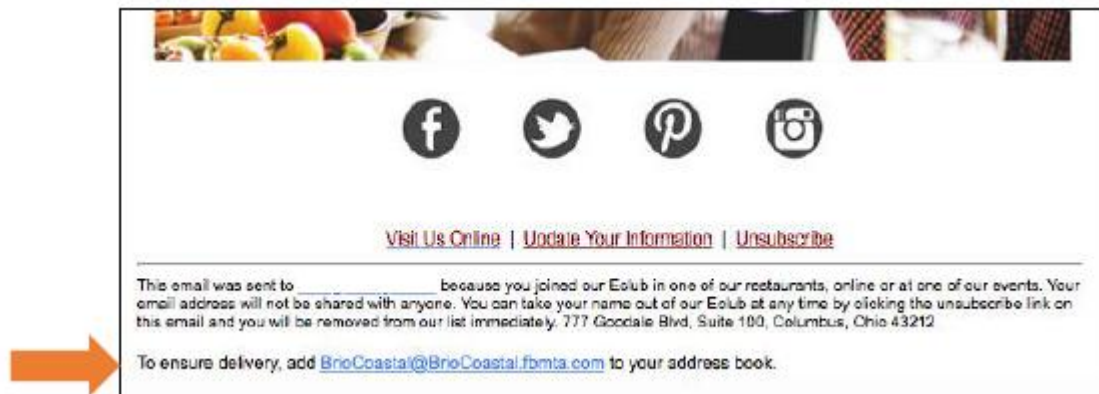 Visit Us Online | Update Your Information | Unsubscribe
This email was sent to because you joined our Eclub in one of our restaurants, online or at one of our events. Your
email address will not be shared with anyone. You can take your name out of our Eclub at any time by clicking the unsubscribe link on
this email and you will be removed from our list immediately. 777 Goodale Blvd, Suite 100, Columbus, Ohio 43212
To ensure delivery, add BrioCoastal@BrioCoastal.fbmta.com to your address book.